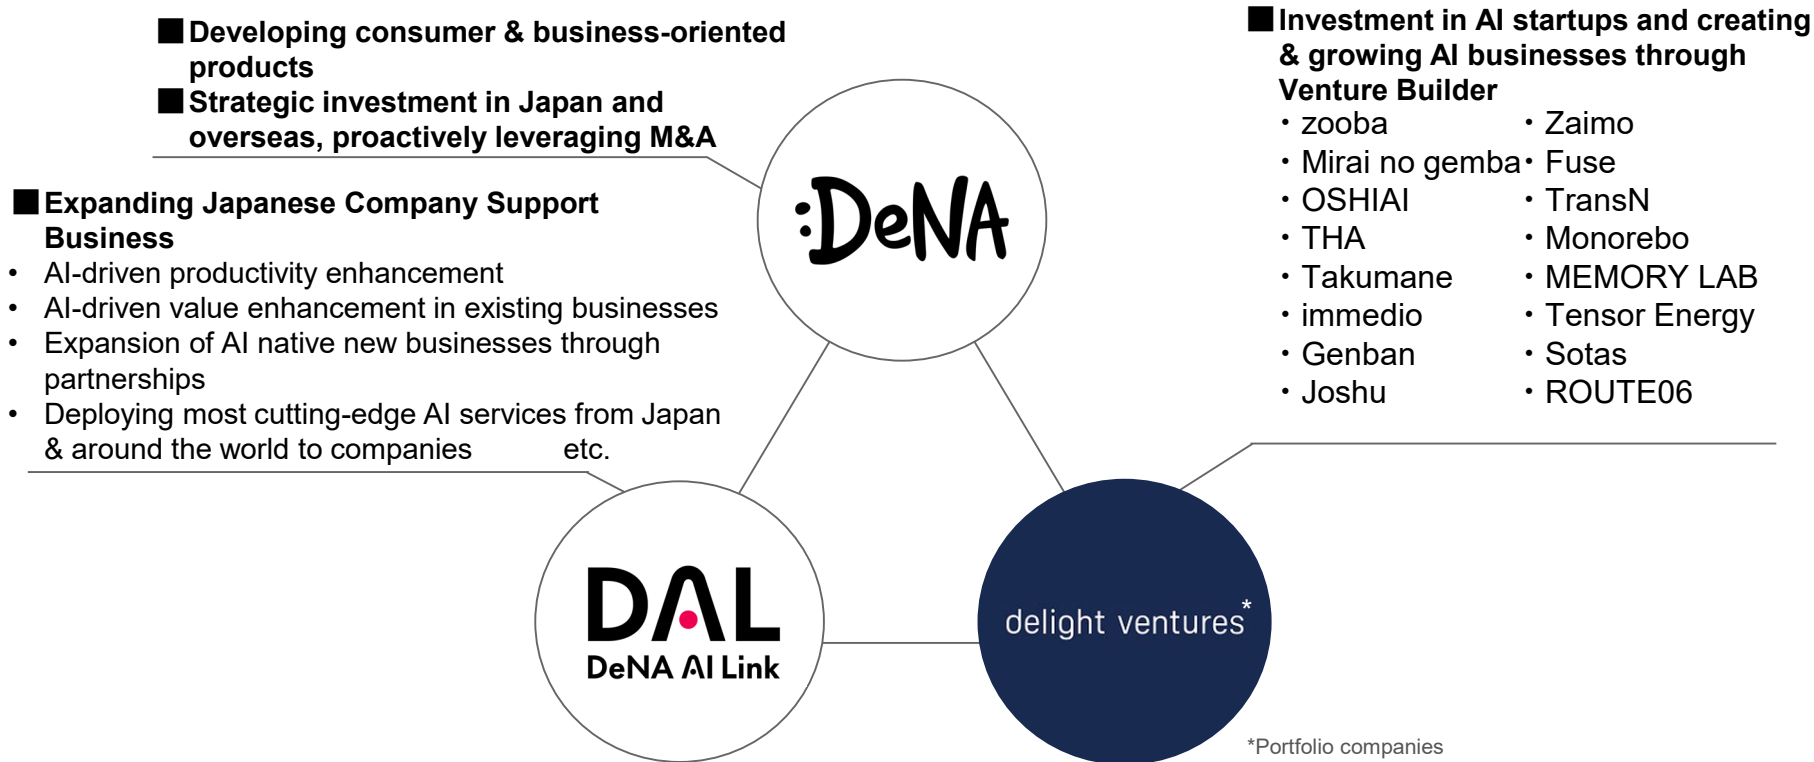 ■ Developing consumer & business-oriented
products
■ Strategic investment in Japan and
overseas, proactively leveraging M&A
:DeNA
■ Expanding Japanese Company Support
Business
• AI-driven productivity enhancement
• AI-driven value enhancement in existing businesses
• Expansion of AI native new businesses through
partnerships
• Deploying most cutting-edge AI services from Japan
& around the world to companies etc.
DAL
DeNA AI Link
■ Investment in AI startups and creating
& growing AI businesses through
Venture Builder
・zooba ・Zaimo
・Mirai no gemba ・Fuse
・OSHIAI ・TransN
・THA ・Monorebo
・Takumane ・MEMORY LAB
・immedio ・Tensor Energy
・Genban ・Sotas
・Joshu ・ROUTE06
delight ventures*
*Portfolio companies